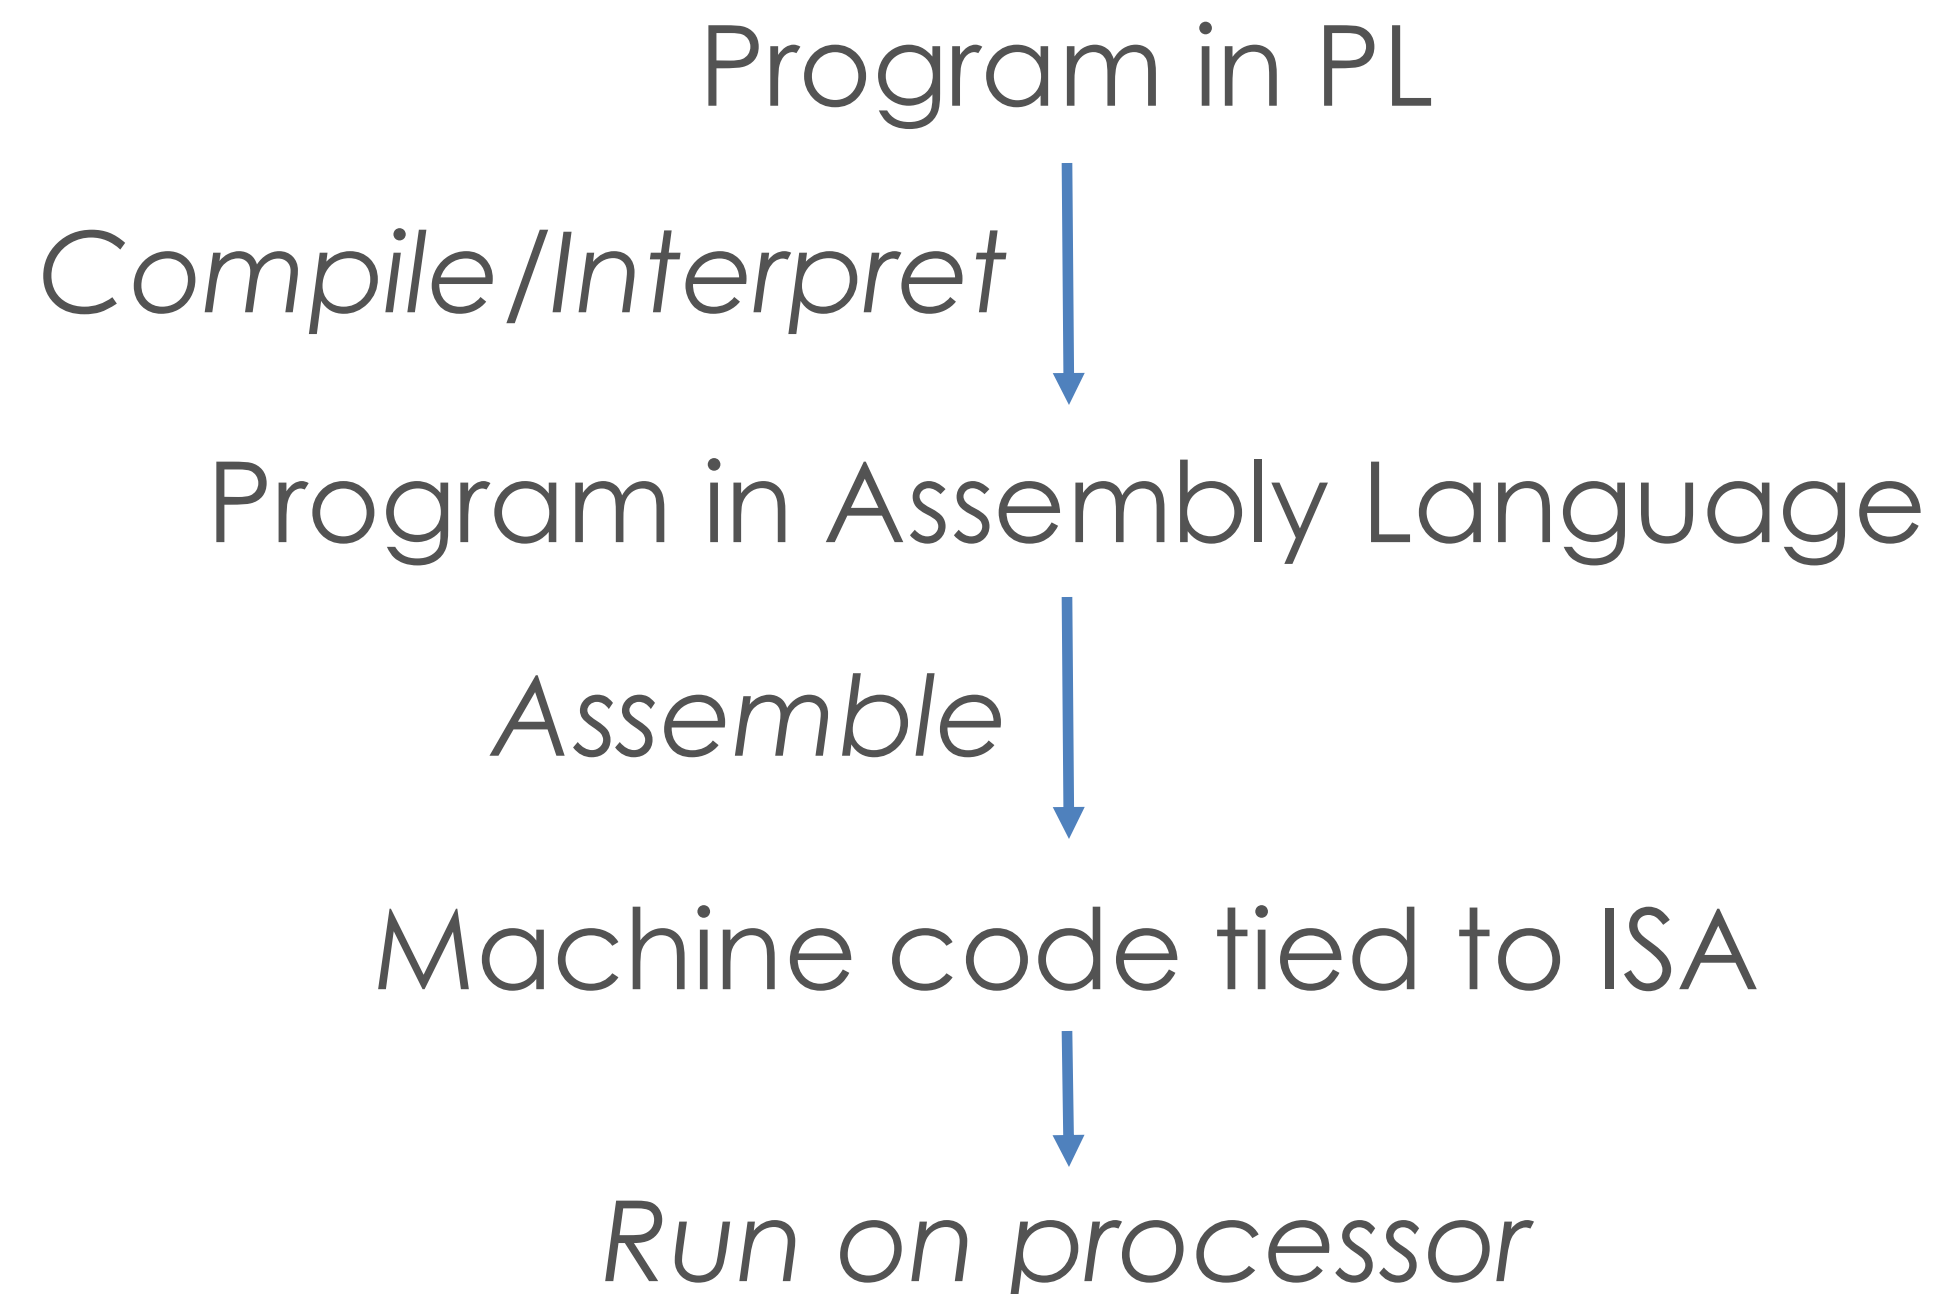 Program in PL
Compile/Interpret
Program in Assembly Language
Assemble
Machine code tied to ISA
Run on processor